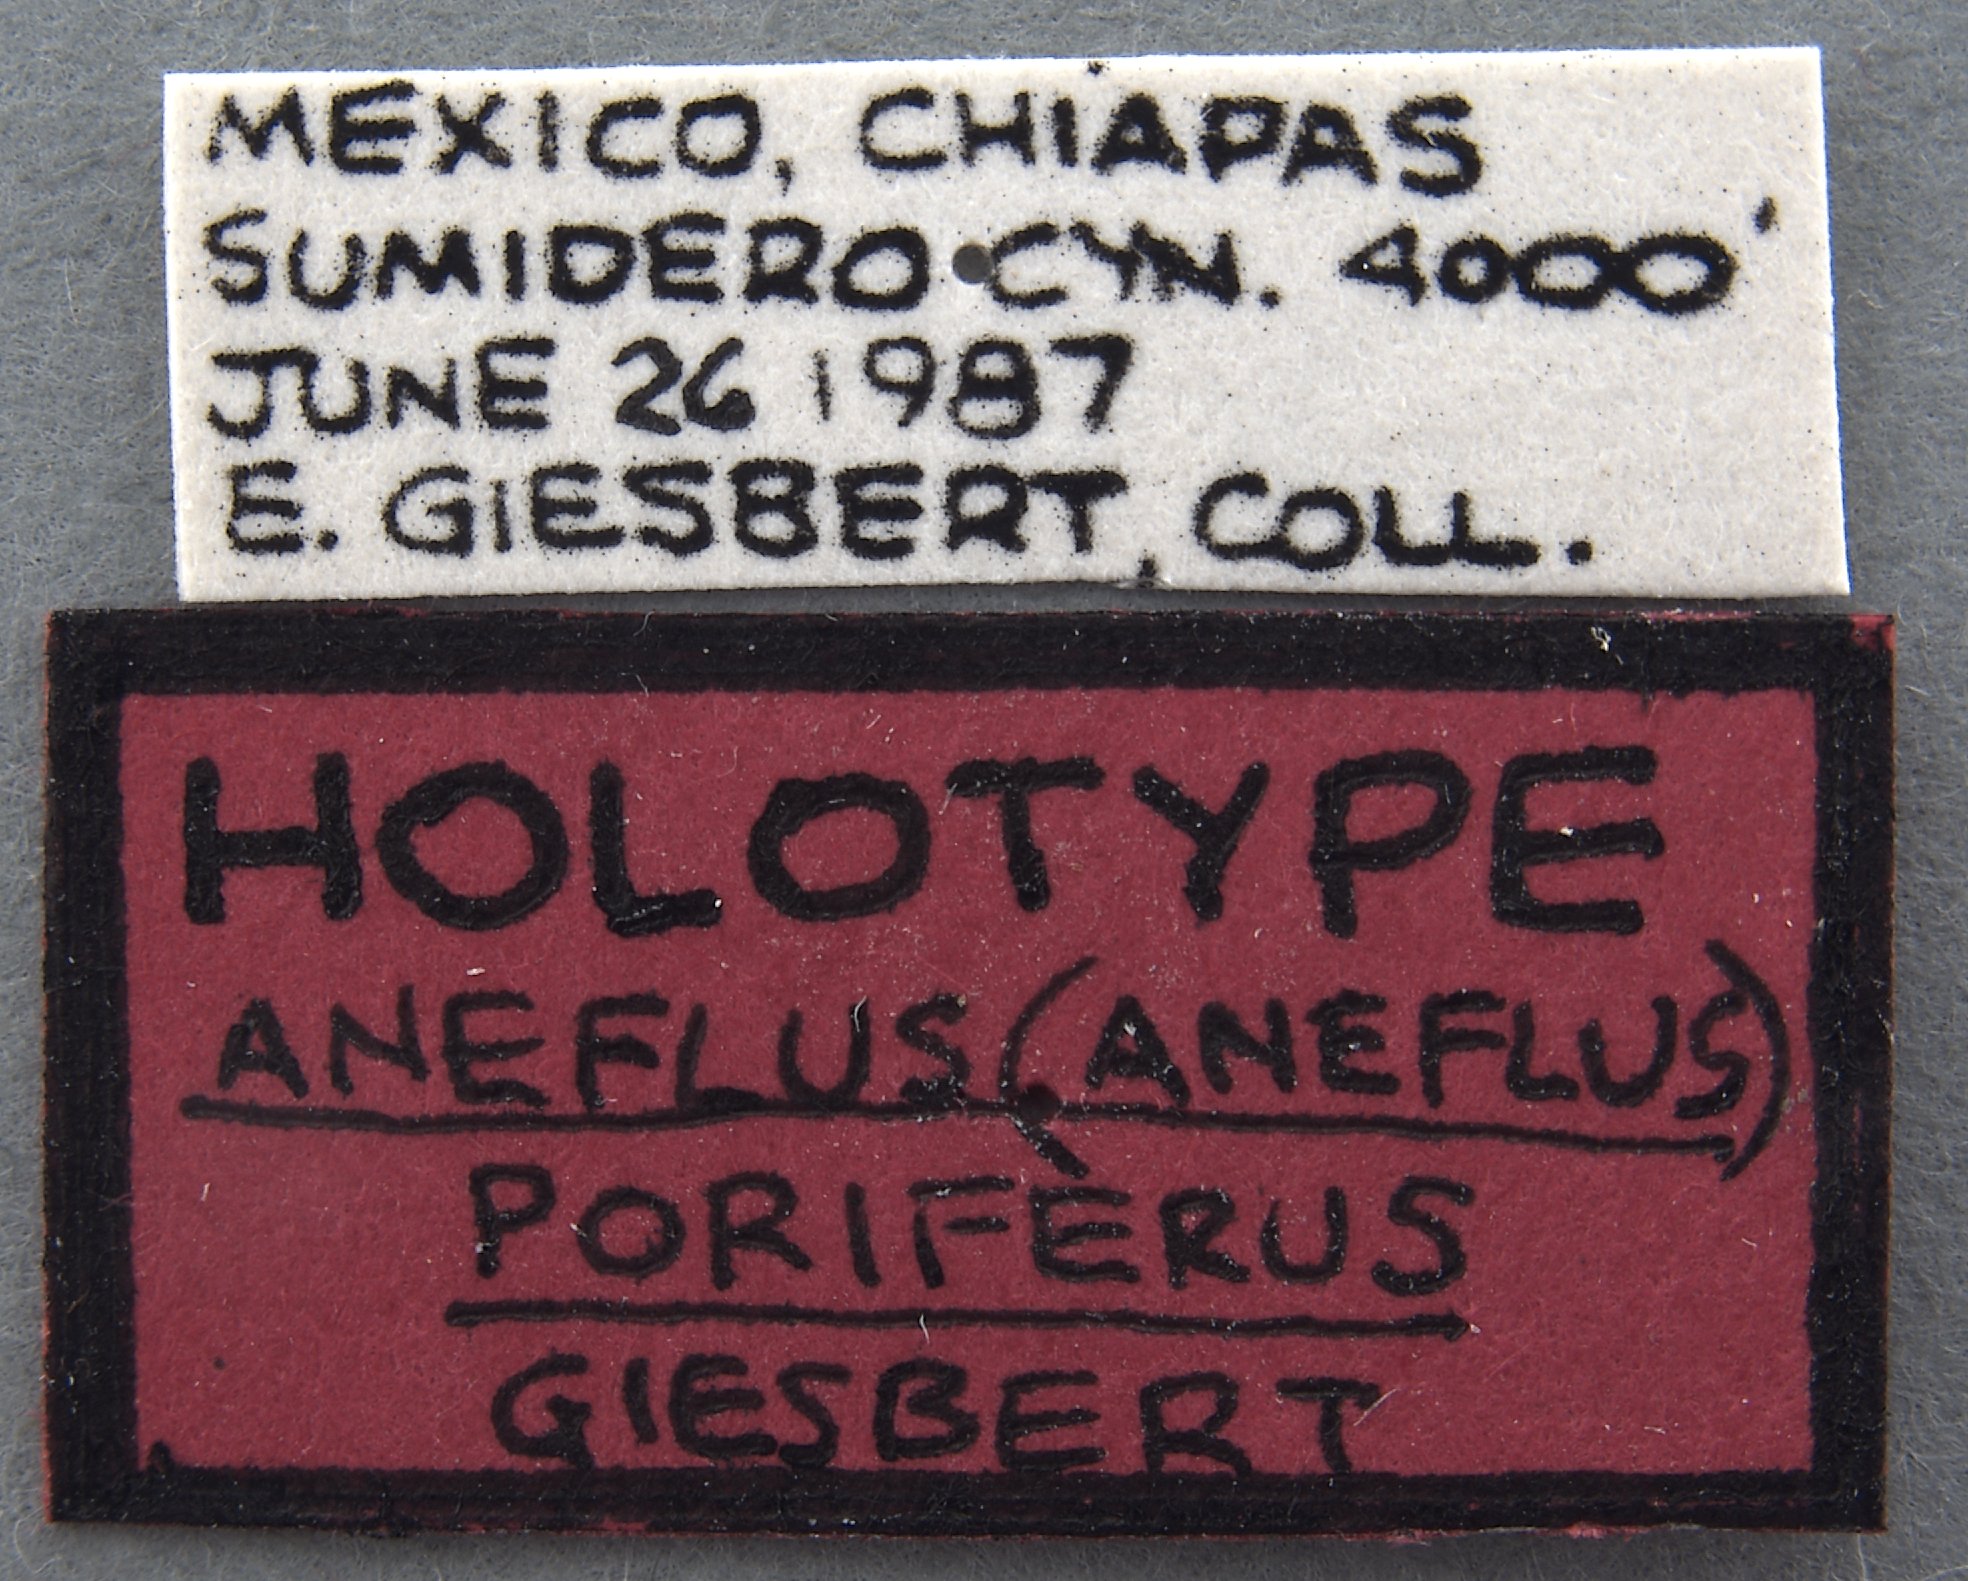 MEXICO, CHIAPAS
SUMIDERO CYN. 4000'
JUNE 26 1987
E. GIESBERT, COLL.
HOLOTYPE
ANEFLUS (ANEFLUS)
PORIFERUS
GIESBERT